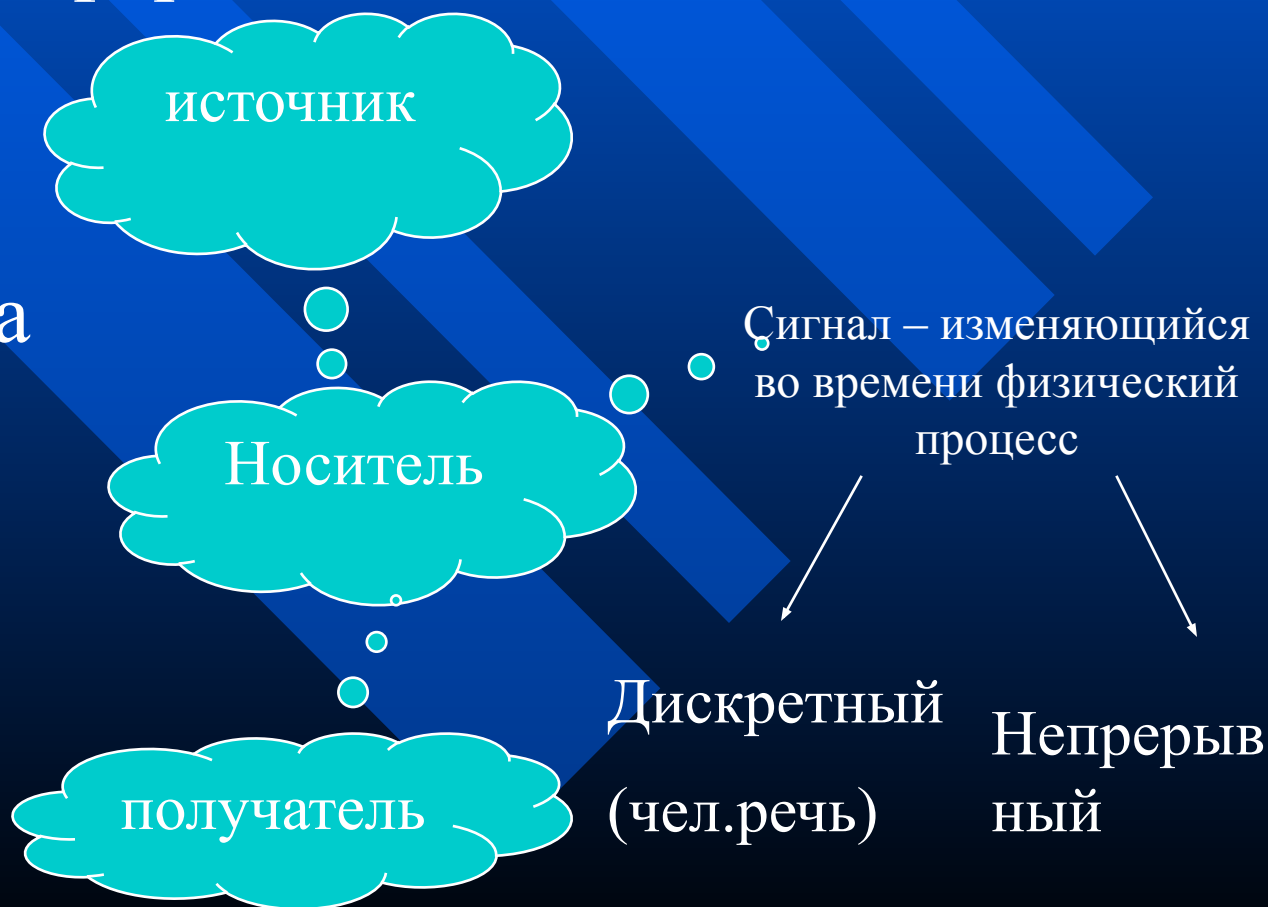 источник
а
Сигнал – изменяющийся
во времени физический
процесс
Носитель
Дискретный
(чел.речь)
Непрерыв
ный
получатель